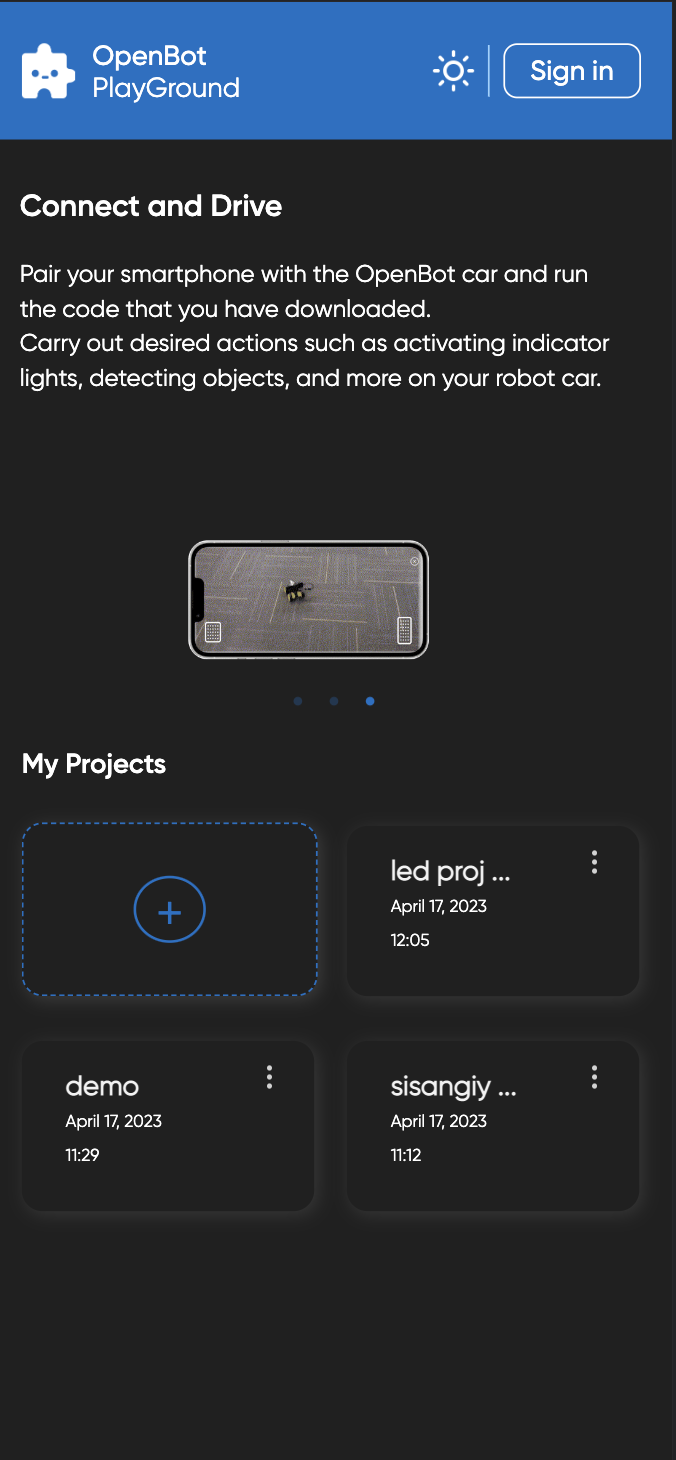 OpenBot
PlayGround
Sign in
Connect and Drive
Pair your smartphone with the OpenBot car and run
the code that you have downloaded.
Carry out desired actions such as activating indicator
lights, detecting objects, and more on your robot car.
My Projects
led proj ...
April 17, 2023
12:05
demo
April 17, 2023
11:29
sisangiy ...
April 17, 2023
11:12